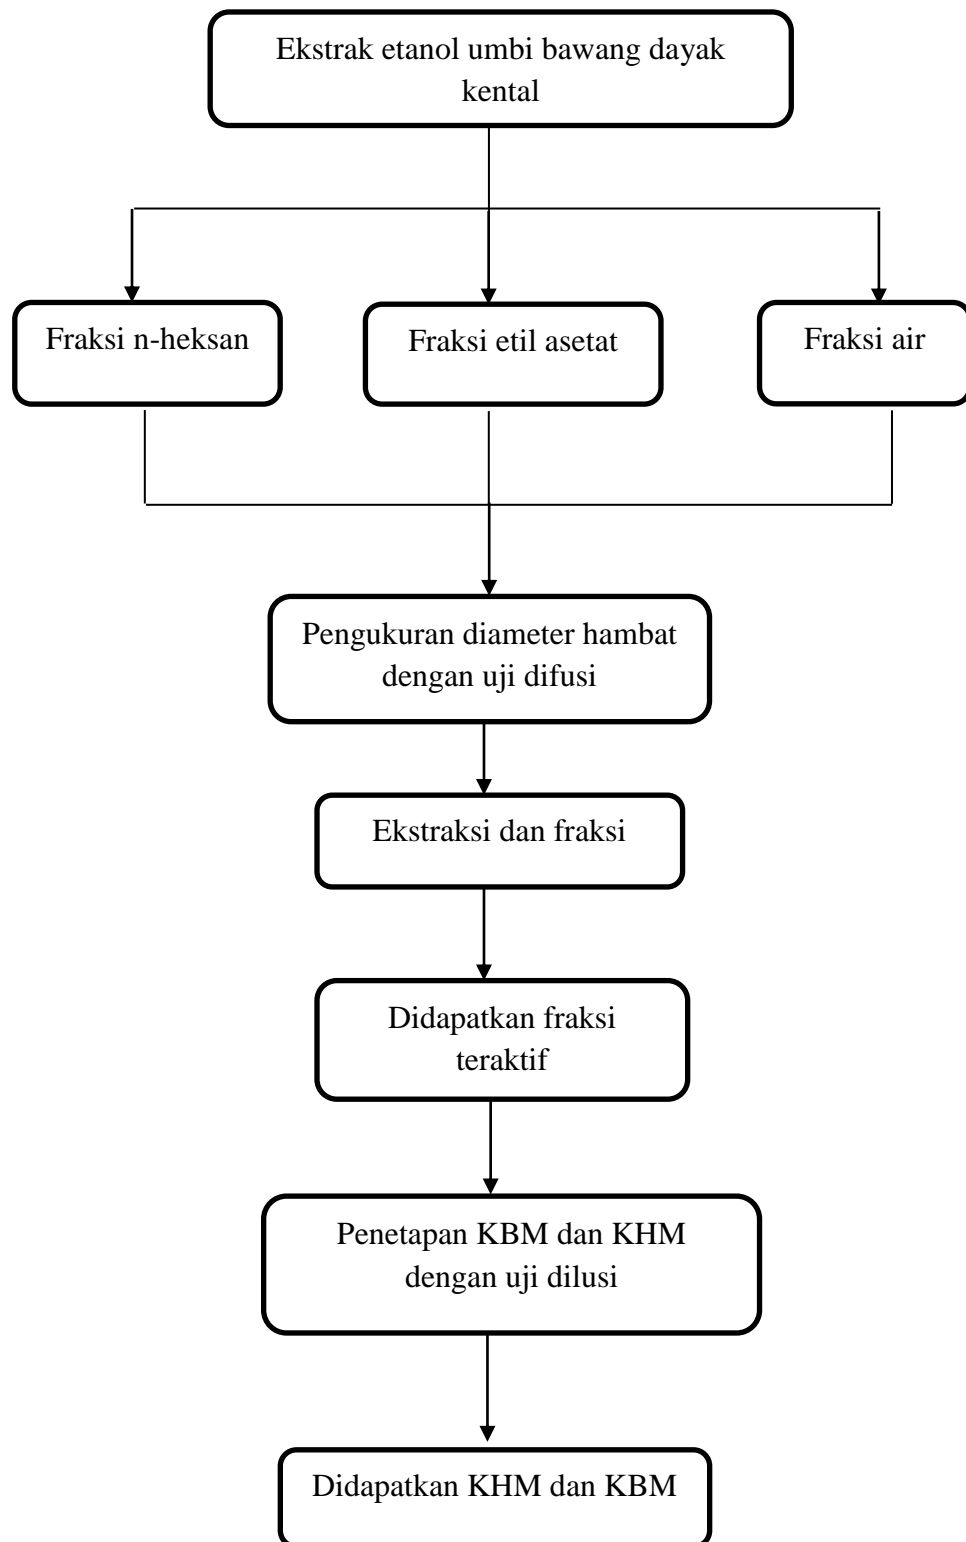 Ekstrak etanol umbi bawang dayak
kental
Fraksi n-heksan
Fraksi etil asetat
Fraksi air
Pengukuran diameter hambat
dengan uji difusi
Ekstraksi dan fraksi
Didapatkan fraksi
teraktif
Penetapan KBM dan KHM
dengan uji dilusi
Didapatkan KHM dan KBM